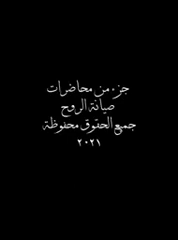 جزء من محاضرات
صيانة الروح
جميع الحقوق محفوظة
٢٠٢١